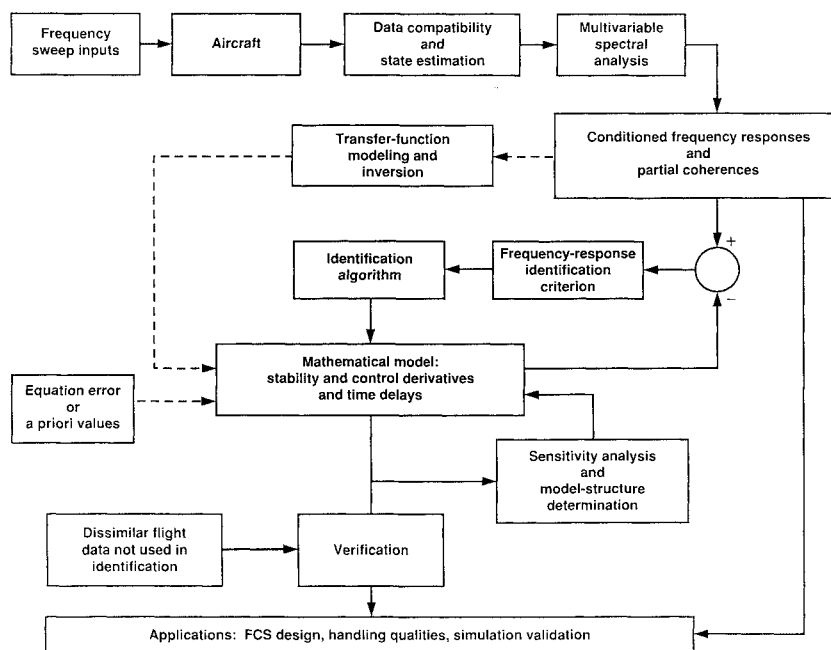 Frequency
sweep inputs
Aircraft
Data compatibility
and
state estimation
Multivariable
spectral
analysis
Transfer-function
modeling and
inversion
Conditioned frequency responses
and
partial coherences
+
Identification
algorithm
Frequency-response
identification
criterion
−
Mathematical model:
stability and control derivatives
and time delays
Equation error
or
a priori values
Sensitivity analysis
and
model-structure
determination
Dissimilar flight
data not used in
identification
Verification
Applications: FCS design, handling qualities, simulation validation